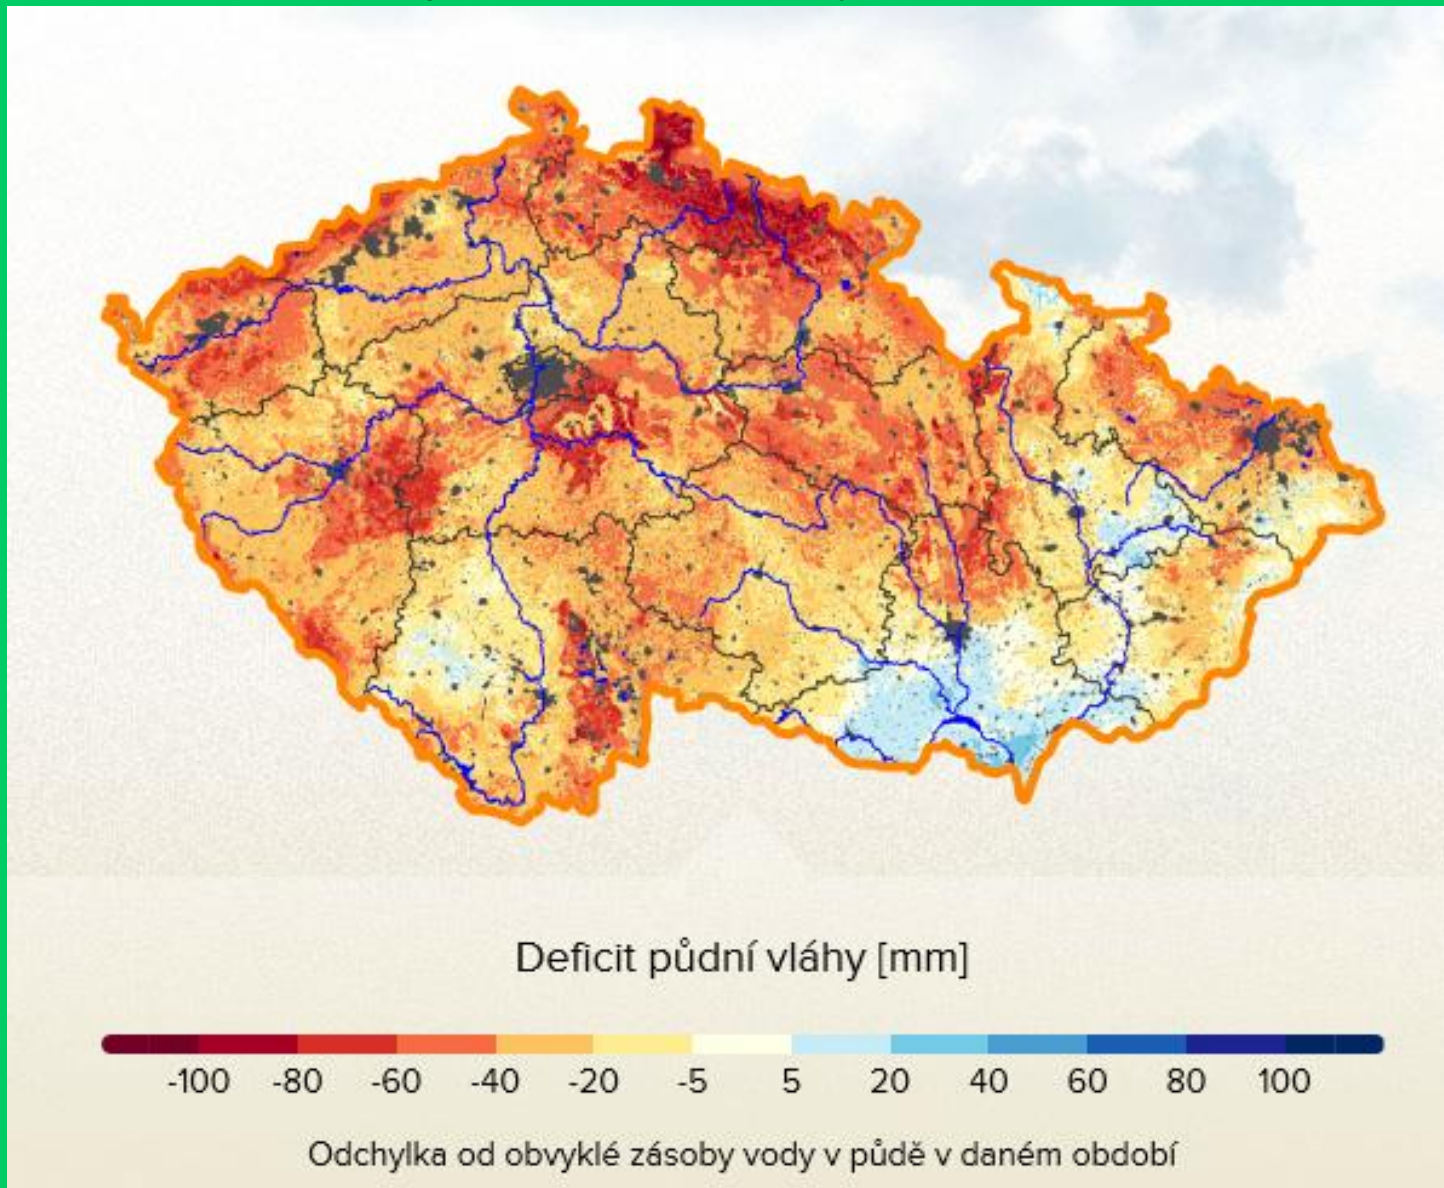 Deficit půdní vláhy [mm]
-100 -80 -60 -40 -20 -5 5 20 40 60 80 100
Odchylka od obvyklé zásoby vody v půdě v daném období